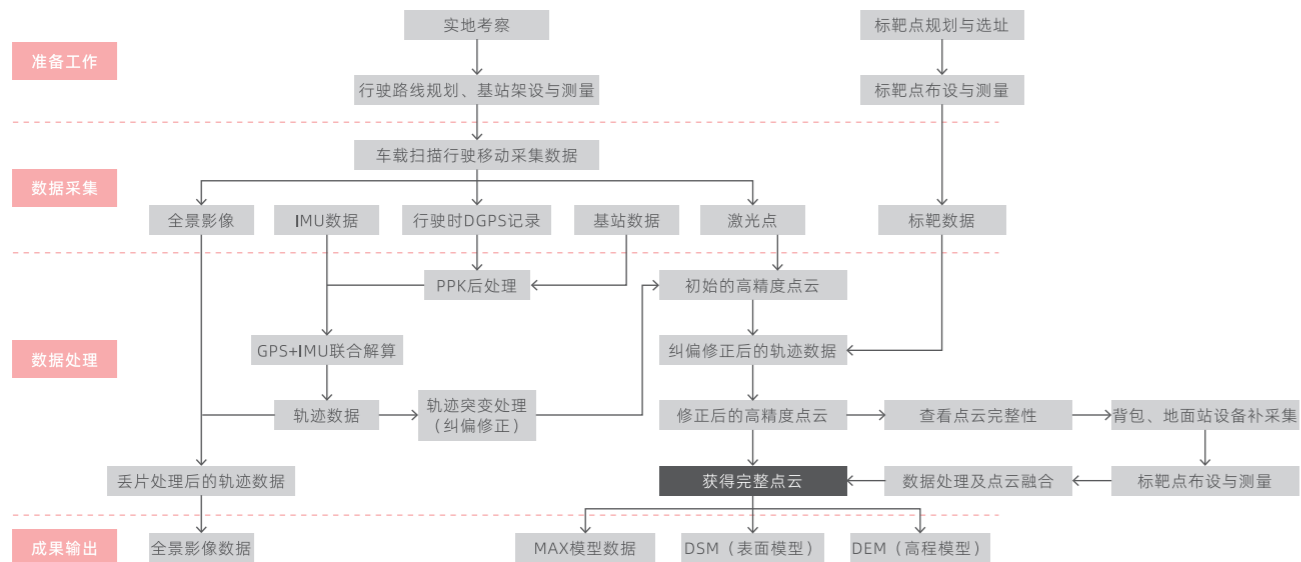 实地考察
标靶点规划与选址
准备工作
行驶路线规划、基站架设与测量
标靶点布设与测量
车载扫描行驶移动采集数据
数据采集
全景影像
IMU数据
行驶时DGPS记录
基站数据
激光点
标靶数据
PPK后处理
初始的高精度点云
数据处理
GPS+IMU联合解算
纠偏修正后的轨迹数据
轨迹数据
轨迹突变处理
（纠偏修正）
修正后的高精度点云
查看点云完整性
背包、地面站设备补采集
丢片处理后的轨迹数据
获得完整点云
数据处理及点云融合
标靶点布设与测量
成果输出
全景影像数据
MAX模型数据
DSM（表面模型）
DEM（高程模型）